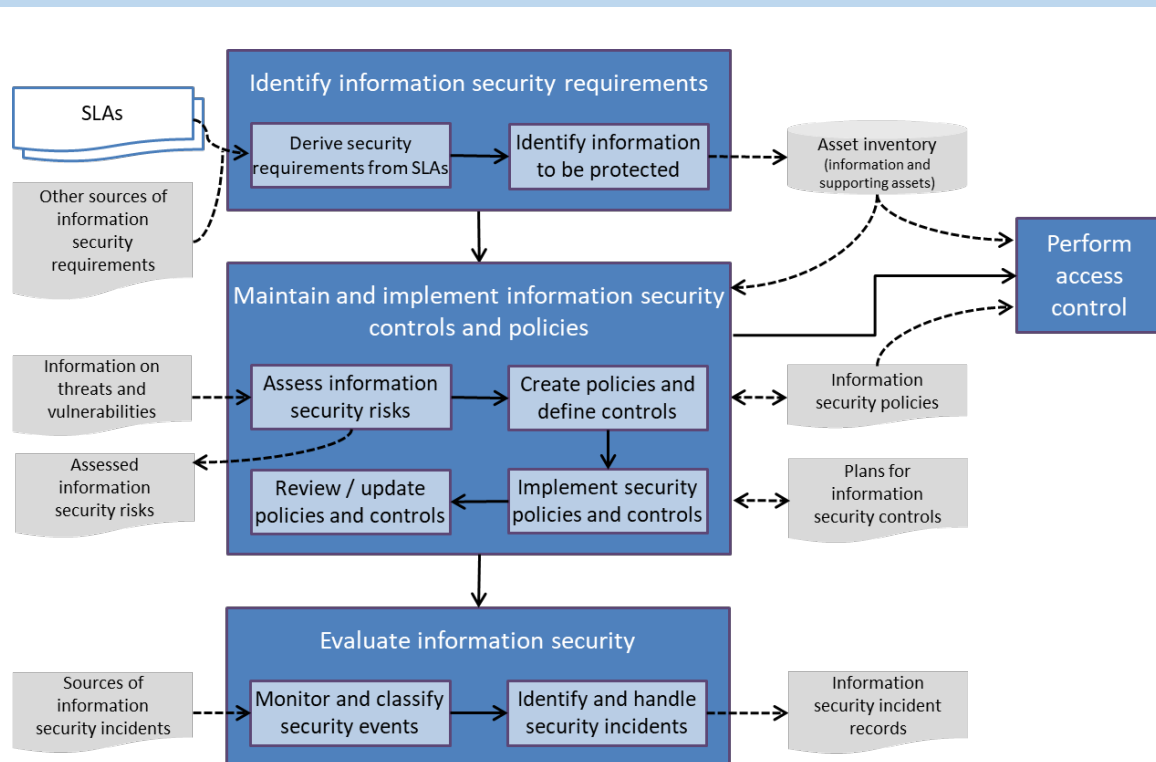 Identify information security requirements
SLAs
Derive security
requirements from SLAs
Identify information
to be protected
Asset inventory
(information and
supporting assets)
Other sources of
information
security
requirements
Perform
access
control
Maintain and implement information security
controls and policies
Information on
threats and
vulnerabilities
Assess information
security risks
Create policies and
define controls
Information
security policies
Assessed
information
security risks
Review / update
policies and controls
Implement security
policies and controls
Plans for
information
security controls
Evaluate information security
Sources of
information
security incidents
Monitor and classify
security events
Identify and handle
security incidents
Information
security incident
records